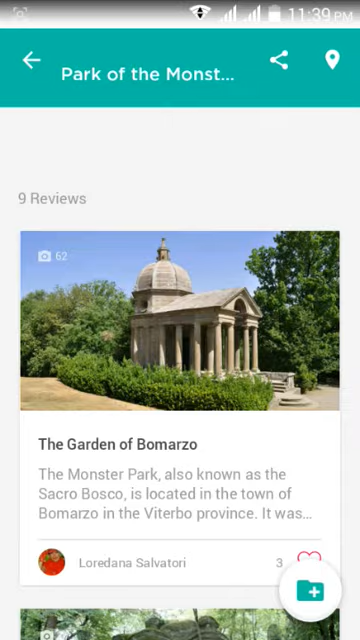 11:39 PM
Park of the Monst...
9 Reviews
62
The Garden of Bomarzo
The Monster Park, also known as the
Sacro Bosco, is located in the town of
Bomarzo in the Viterbo province. It was...
Loredana Salvatori
3